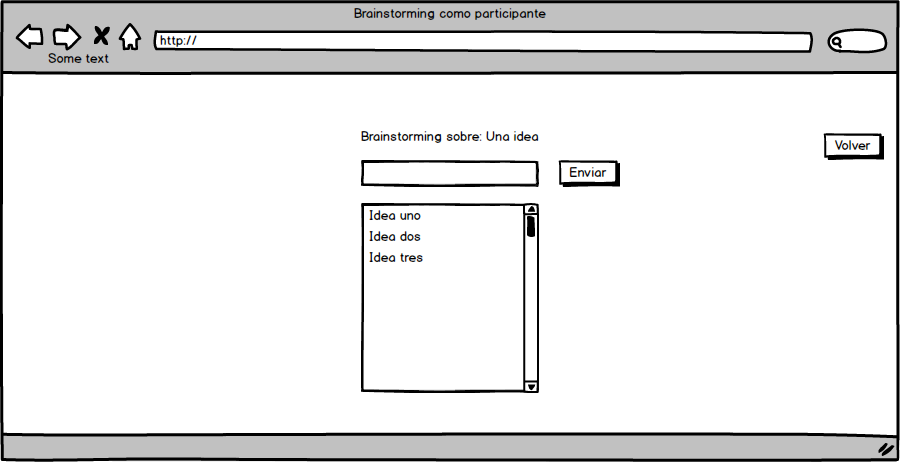 Brainstorming como participante
http://
Some text
Brainstorming sobre: Una idea
Volver
Enviar
Idea uno
Idea dos
Idea tres